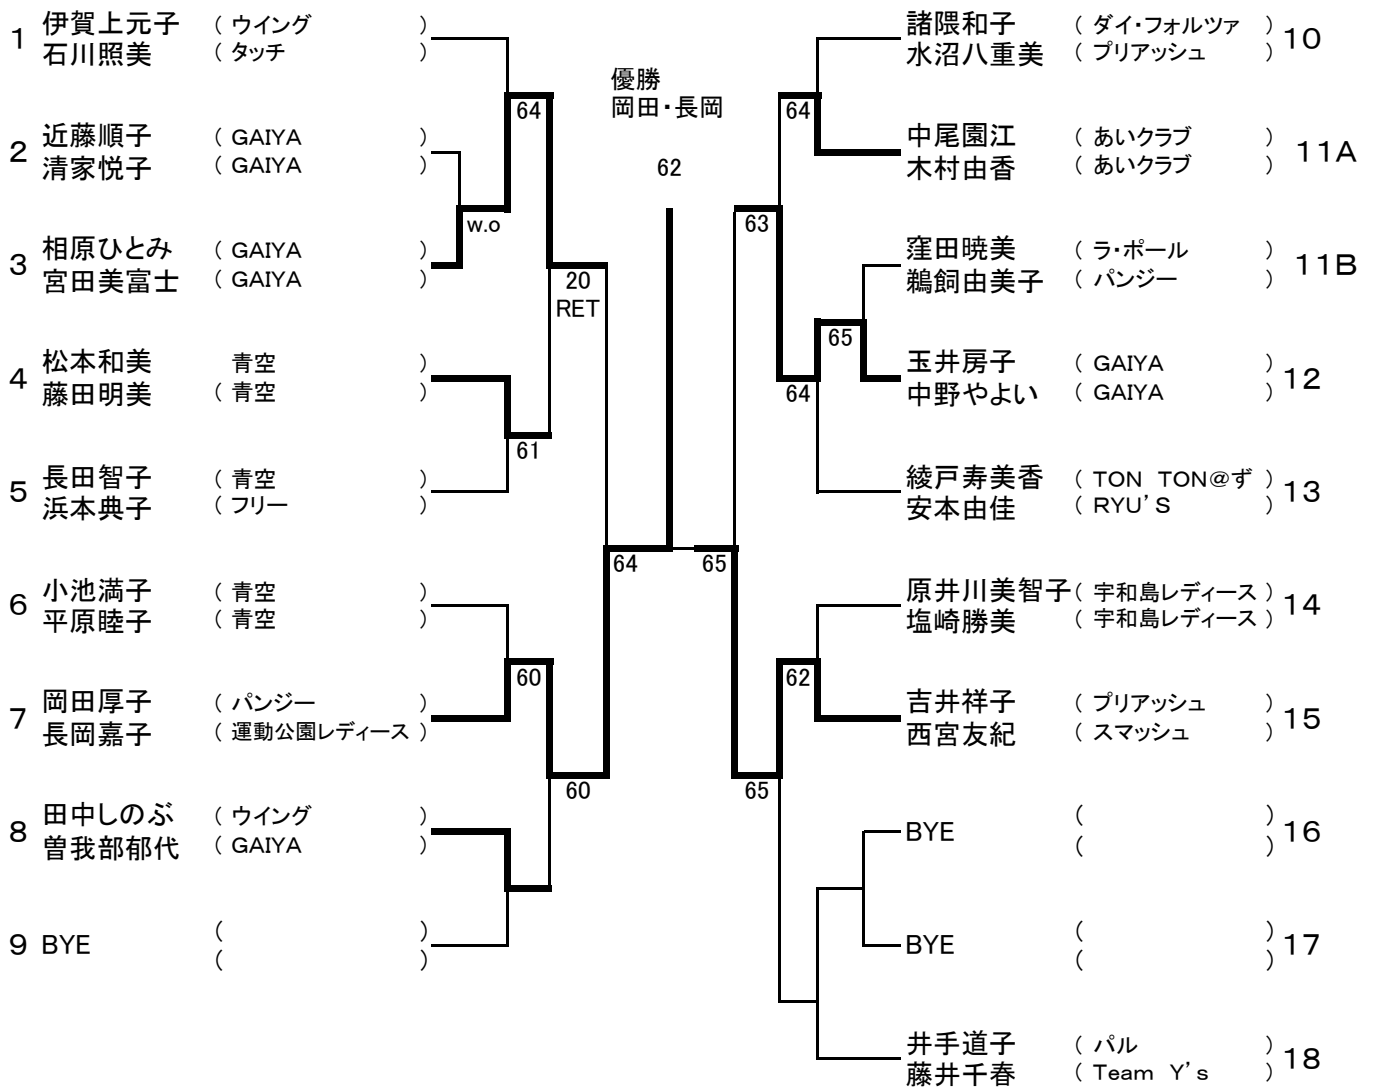 1 伊賀上元子 ( ウイング )
石川照美 ( タッチ )
2 近藤順子 ( GAIYA )
清家悦子 ( GAIYA )
3 相原ひとみ ( GAIYA )
宮田美富士 ( GAIYA )
4 松本和美 青空 )
藤田明美 ( 青空 )
5 長田智子 ( 青空 )
浜本典子 ( フリー )
6 小池満子 ( 青空 )
平原睦子 ( 青空 )
7 岡田厚子 ( パンジー )
長岡嘉子 ( 運動公園レディース )
8 田中しのぶ ( ウイング )
曽我部郁代 ( GAIYA )
9 BYE ( )
( )
64
w.o
20
RET
61
60
60
64
優勝
岡田・長岡
62
65
63
64
65
64
62
65
諸隈和子 ( ダイ・フォルツァ ) 10
水沼八重美 ( プリアッシュ )
中尾園江 ( あいクラブ ) 11A
木村由香 ( あいクラブ )
窪田暁美 ( ラ・ポール ) 11B
鵜飼由美子 ( パンジー )
玉井房子 ( GAIYA ) 12
中野やよい ( GAIYA )
綾戸寿美香 ( TON TON@ず ) 13
安本由佳 ( RYU'S )
原井川美智子 ( 宇和島レディース ) 14
塩崎勝美 ( 宇和島レディース )
吉井祥子 ( プリアッシュ ) 15
西宮友紀 ( スマッシュ )
BYE ( ) 16
( )
BYE ( ) 17
( )
井手道子 ( パル ) 18
藤井千春 ( Team Y's )